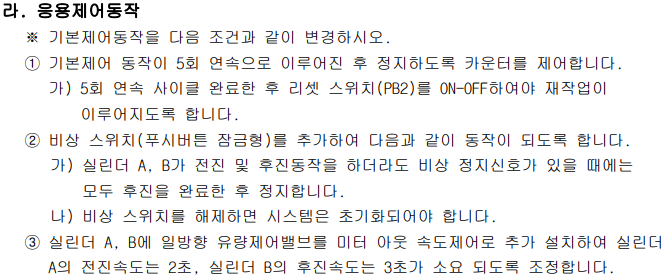 라. 응용제어동작
※ 기본제어동작을 다음 조건과 같이 변경하시오.
① 기본제어 동작이 5회 연속으로 이루어진 후 정지하도록 카운터를 제어합니다.
가) 5회 연속 사이클 완료한 후 리셋 스위치(PB2)를 ON-OFF하여야 재작업이
이루어지도록 합니다.
② 비상 스위치(푸시버튼 잠금형)를 추가하여 다음과 같이 동작이 되도록 합니다.
가) 실린더 A, B가 전진 및 후진동작을 하더라도 비상 정지신호가 있을 때에는
모두 후진을 완료한 후 정지합니다.
나) 비상 스위치를 해제하면 시스템은 초기화되어야 합니다.
③ 실린더 A, B에 일방향 유량제어밸브를 미터 아웃 속도제어로 추가 설치하여 실린더
A의 전진속도는 2초, 실린더 B의 후진속도는 3초가 소요 되도록 조정합니다.